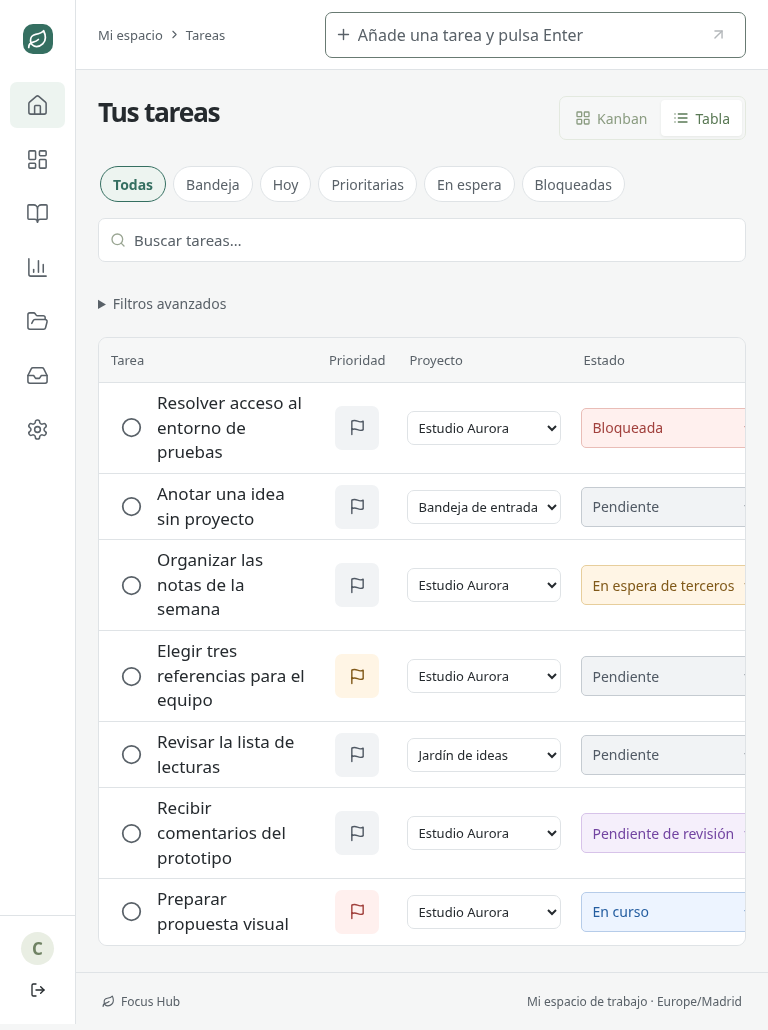 Mi espacio > Tareas
+ Añade una tarea y pulsa Enter
Tus tareas
Kanban
Tabla
Todas
Bandeja
Hoy
Prioritarias
En espera
Bloqueadas
Buscar tareas...
Filtros avanzados
Tarea Prioridad Proyecto Estado
Resolver acceso al
entorno de
pruebas
Estudio Aurora
Bloqueada
Anotar una idea
sin proyecto
Bandeja de entrada
Pendiente
Organizar las
notas de la
semana
Estudio Aurora
En espera de terceros
Elegir tres
referencias para el
equipo
Estudio Aurora
Pendiente
Revisar la lista de
lecturas
Jardín de ideas
Pendiente
Recibir
comentarios del
prototipo
Estudio Aurora
Pendiente de revisión
Preparar
propuesta visual
Estudio Aurora
En curso
C
Focus Hub
Mi espacio de trabajo · Europe/Madrid